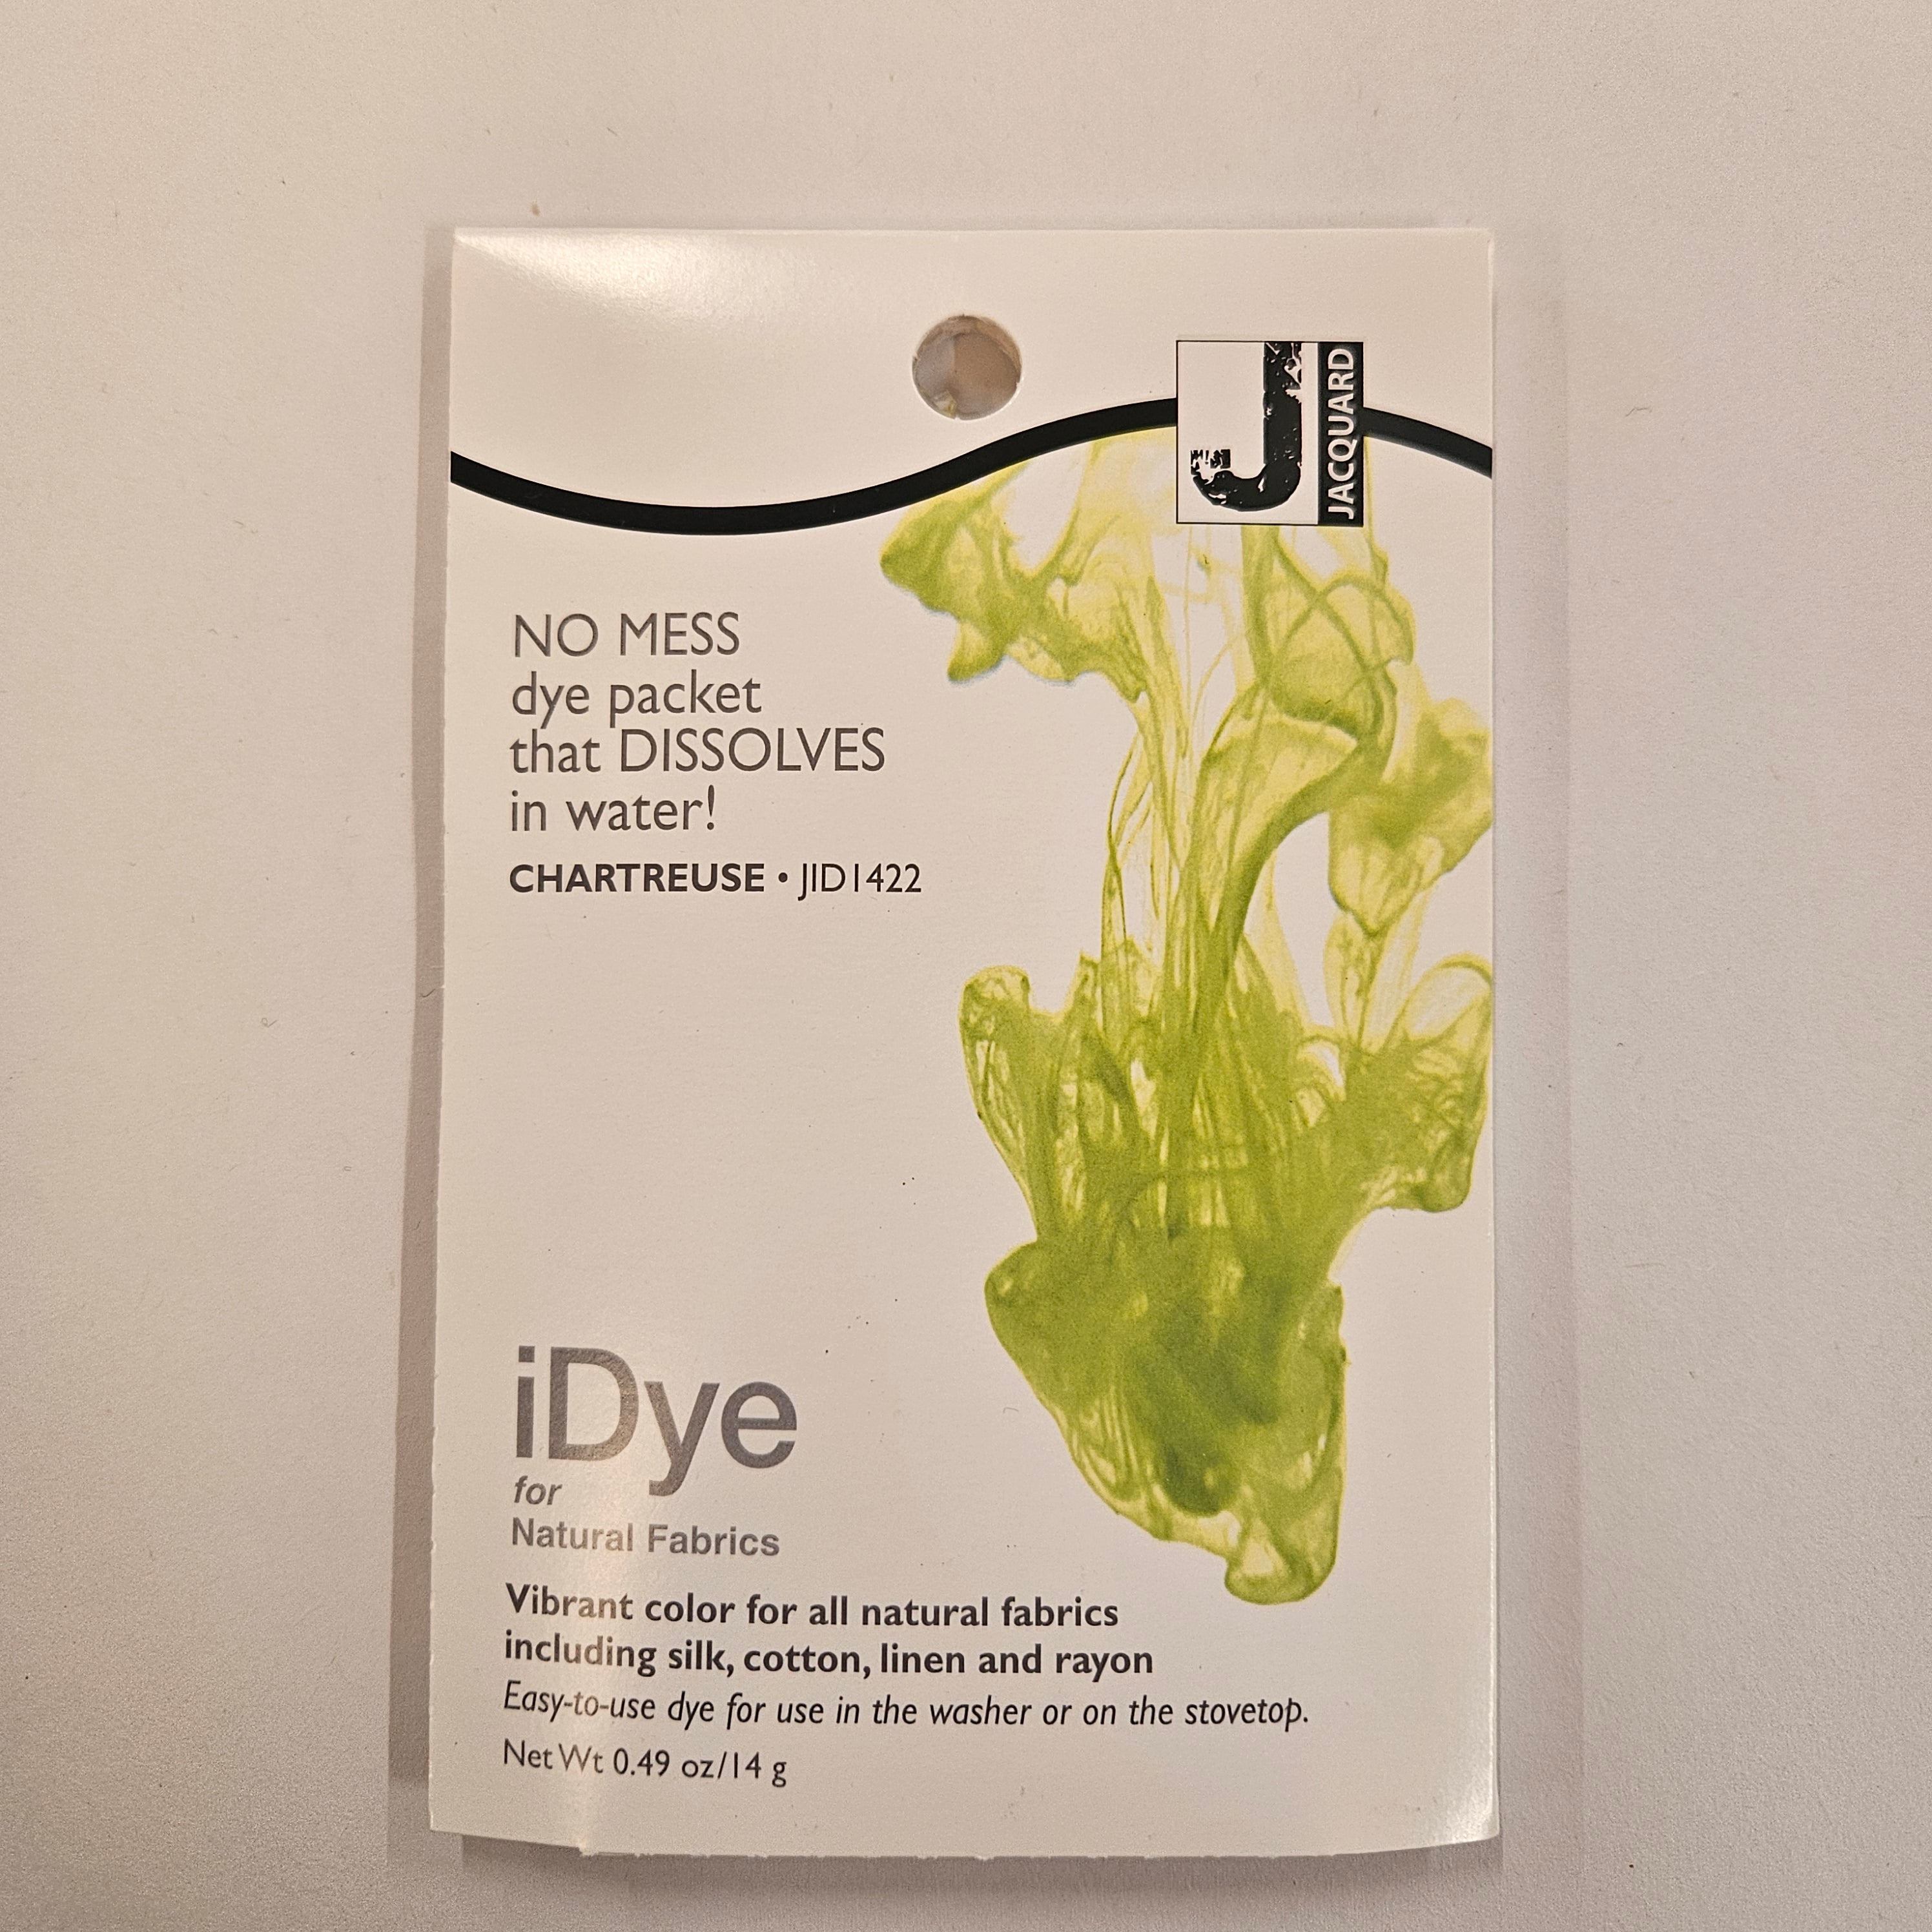 J
JACQUARD
NO MESS
dye packet
that DISSOLVES
in water!
CHARTREUSE • JID1422
iDye
for
Natural Fabrics
Vibrant color for all natural fabrics
including silk, cotton, linen and rayon
Easy-to-use dye for use in the washer or on the stovetop.
Net Wt 0.49 oz/14 g